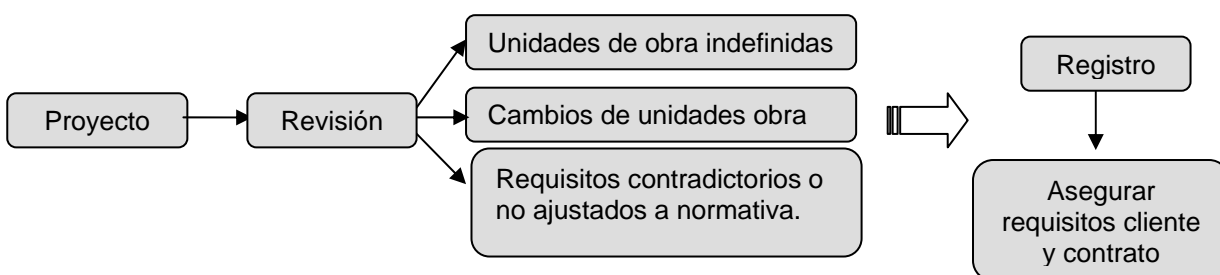 Proyecto
Revisión
Unidades de obra indefinidas
Cambios de unidades obra
Requisitos contradictorios o
no ajustados a normativa.
Registro
Asegurar
requisitos cliente
y contrato